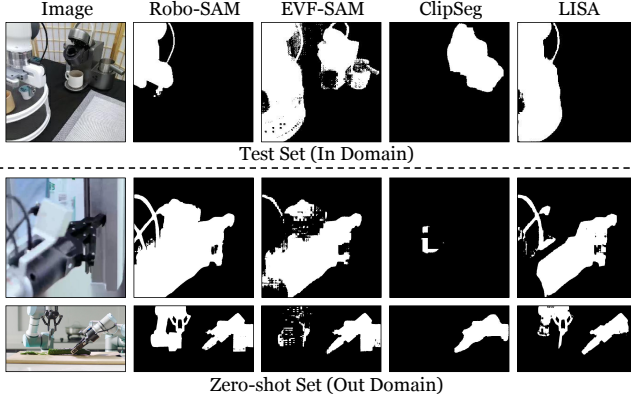 Image Robo-SAM EVF-SAM ClipSeg LISA
Test Set (In Domain)
Zero-shot Set (Out Domain)